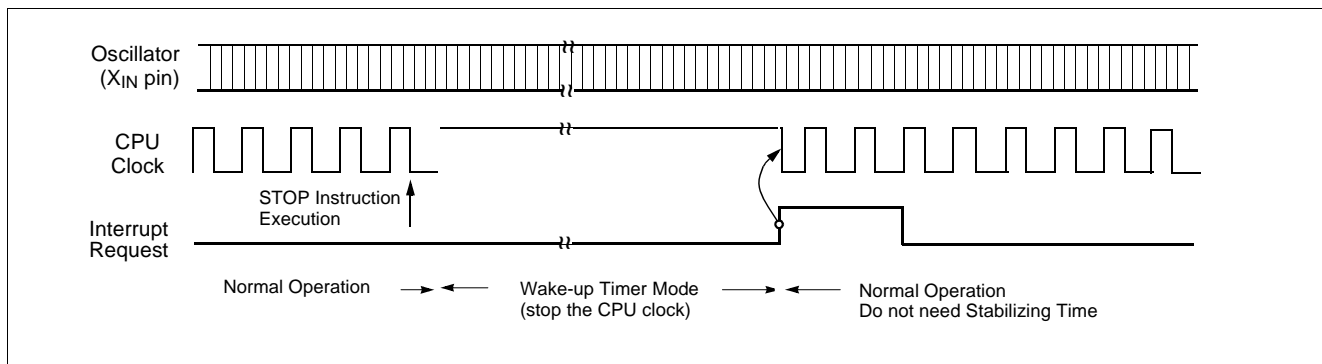 Oscillator
(XIN pin)
CPU
Clock
STOP Instruction
Execution
Interrupt
Request
Normal Operation
Wake-up Timer Mode
(stop the CPU clock)
Normal Operation
Do not need Stabilizing Time